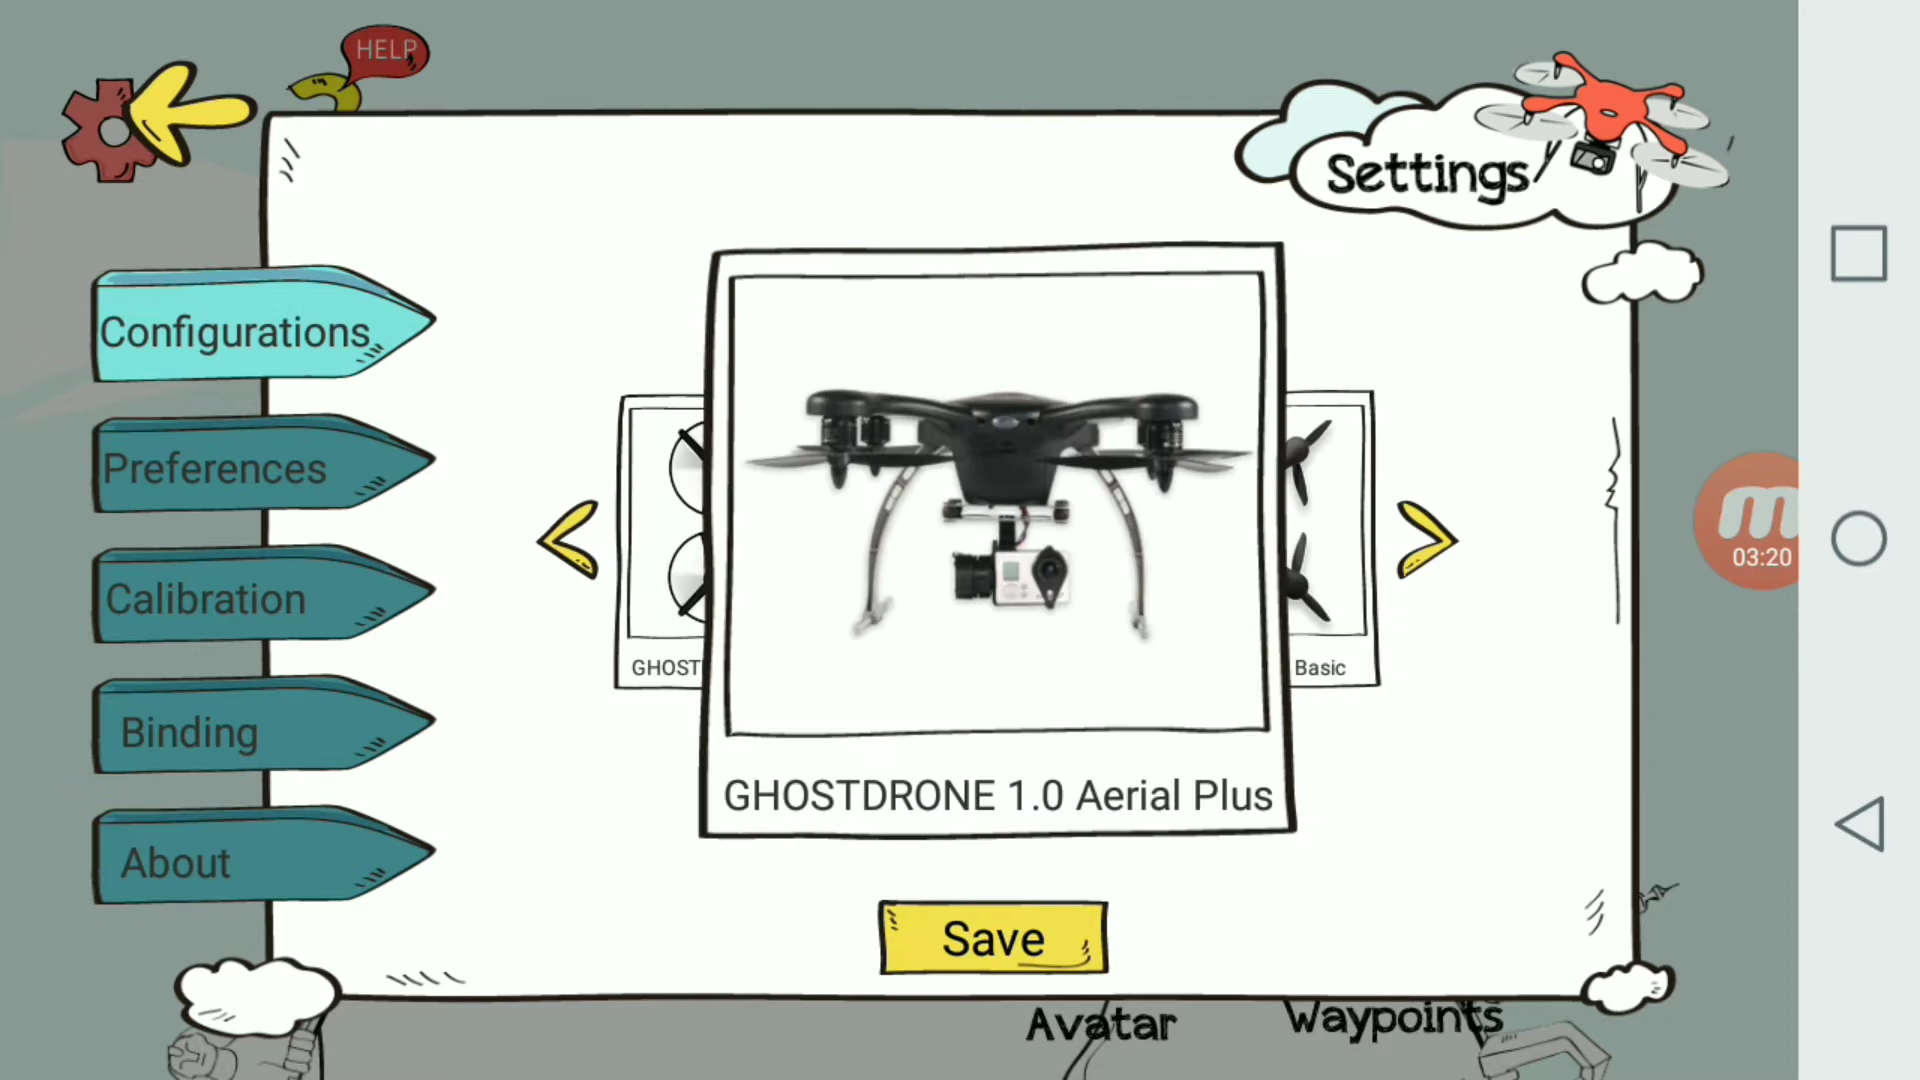 HELP
Settings
Configurations
Preferences
Calibration
Binding
About
GHOST
Basic
GHOSTDRONE 1.0 Aerial Plus
Save
03:20
Avatar
Waypoints